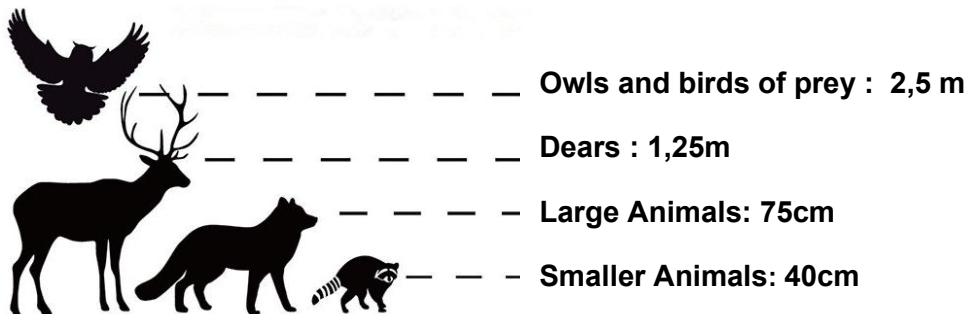 Owls and birds of prey : 2,5 m
Dears : 1,25m
Large Animals: 75cm
Smaller Animals: 40cm